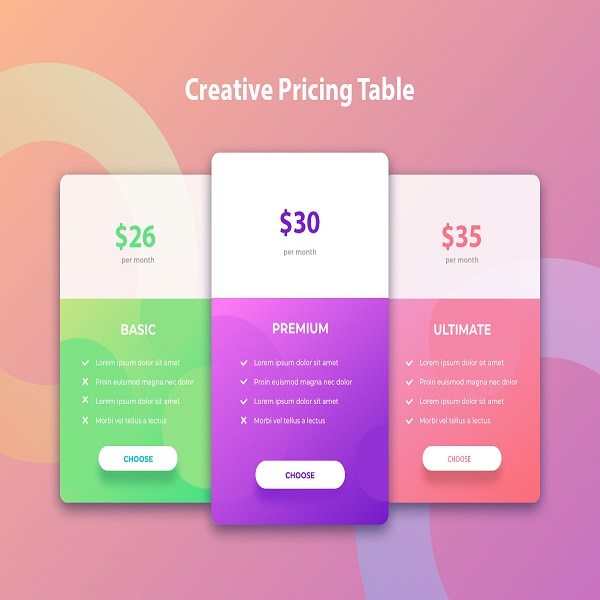 Creative Pricing Table
$26
per month
BASIC
✓ Lorem ipsum dolor sit amet
X Proin euismod magna nec dolor
X Lorem ipsum dolor sit amet
X Morbi vel tellus a lectus
CHOOSE
$30
per month
PREMIUM
✓ Lorem ipsum dolor sit amet
✓ Proin euismod magna nec dolor
✓ Lorem ipsum dolor sit amet
X Morbi vel tellus a lectus
CHOOSE
$35
per month
ULTIMATE
✓ Lorem ipsum dolor sit amet
✓ Proin euismod magna nec dolor
✓ Lorem ipsum dolor sit amet
✓ Morbi vel tellus a lectus
CHOOSE